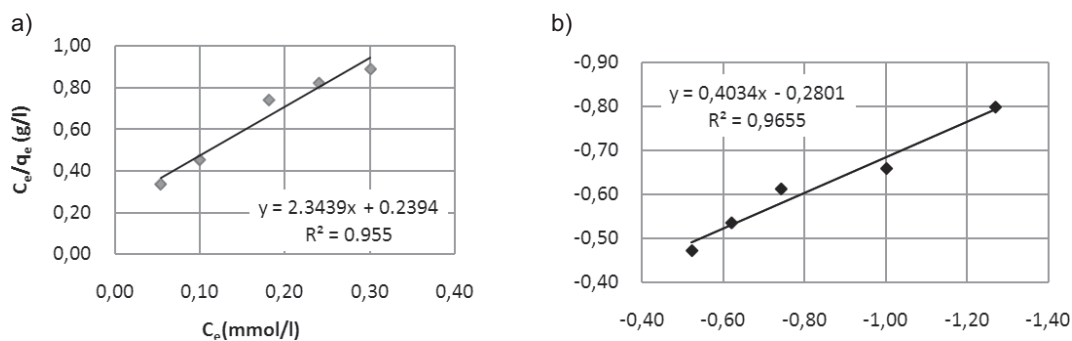 a)
1,00
0,80
0,60
0,40
0,20
0,00
Cₑ/qₑ (g/l)
y = 2.3439x + 0.2394
R² = 0.955
0,00 0,10 0,20 0,30 0,40
Cₑ(mmol/l)
b)
-0,90
-0,80
-0,70
-0,60
-0,50
-0,40
y = 0,4034x - 0,2801
R² = 0,9655
-0,40 -0,60 -0,80 -1,00 -1,20 -1,40